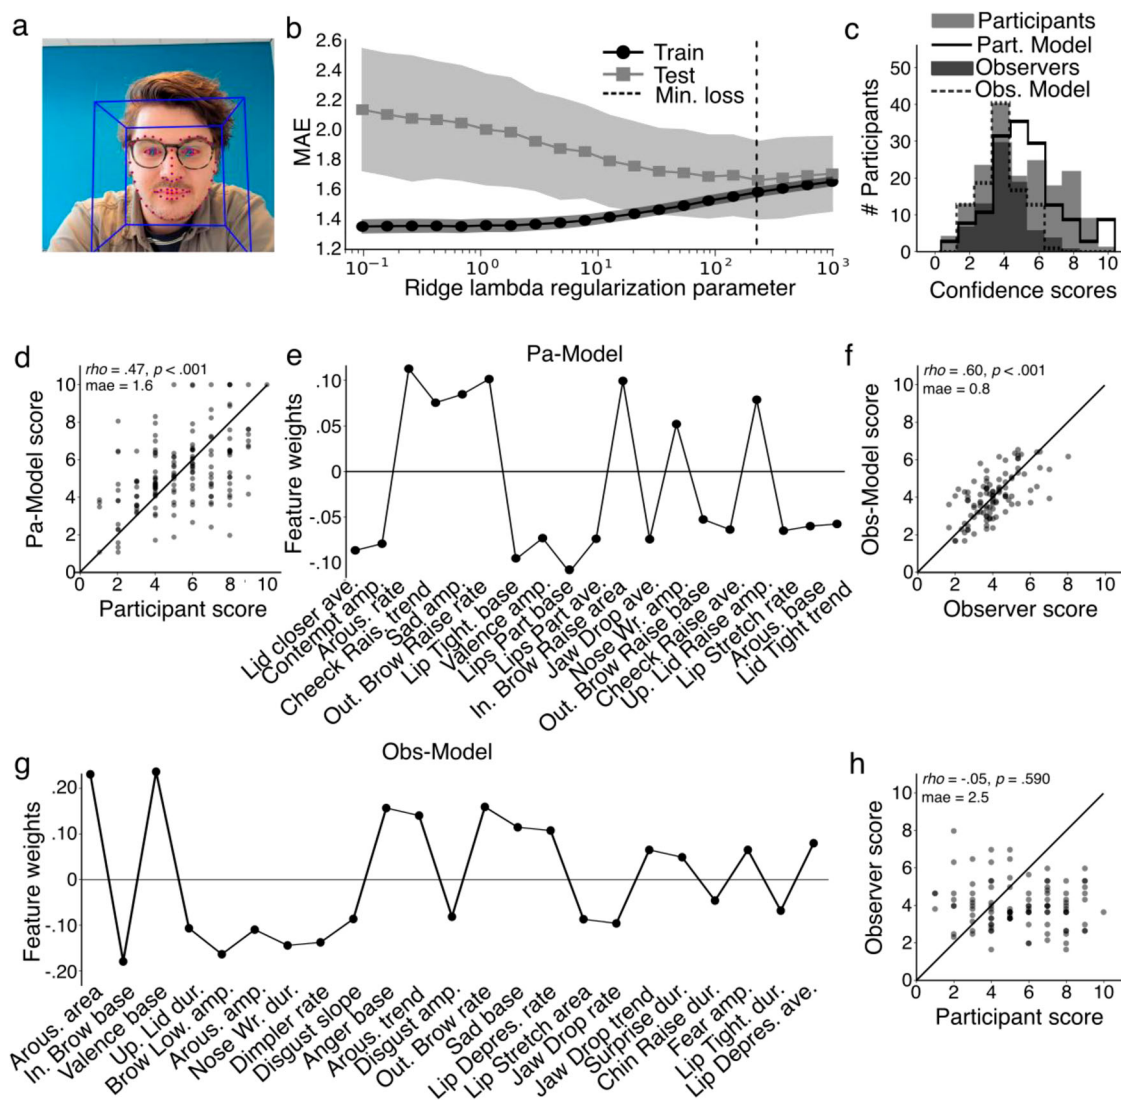 a
b
2.6
2.4
2.2
2.0
1.8
1.6
1.4
1.2
MAE
Train
Test
Min. loss
10⁻¹ 10⁰ 10¹ 10² 10³
Ridge lambda regularization parameter
c
Participants
Part. Model
Observers
Obs. Model
50
40
30
20
10
0
# Participants
0 2 4 6 8 10
Confidence scores
d
rho = .47, p < .001
mae = 1.6
10
8
6
4
2
0
Pa-Model score
0 2 4 6 8 10
Participant score
e
Pa-Model
.10
.05
0
-.05
-.10
Feature weights
Lid closer ave.
Contempt amp.
Arous. rate
Cheeck Rais. trend
Sad amp.
Out. Brow Raise rate
Lip Tight. base
Valence amp.
Lips Part base
Lips Part ave.
In. Brow Raise area
Jaw Drop ave.
Nose Wr. amp.
Out. Brow Raise base
Cheeck Raise ave.
Up. Lid Raise amp.
Lip Stretch rate
Arous. base
Lid Tight trend
f
rho = .60, p < .001
mae = 0.8
10
8
6
4
2
0
Obs-Model score
0 2 4 6 8 10
Observer score
g
Obs-Model
.20
.10
0
-.10
-.20
Feature weights
Arous. area
In. Brow base
Valence base
Up. Lid dur.
Brow Low. amp.
Arous. amp.
Nose Wr. dur.
Dimpler rate
Disgust slope
Anger base
Arous. trend
Disgust amp.
Out. Brow rate
Sad base
Lip Depres. rate
Lip Stretch area
Jaw Drop rate
Jaw Drop trend
Surprise dur.
Chin Raise dur.
Fear amp.
Lip Tight. dur.
Lip Depres. ave.
h
rho = -.05, p = .590
mae = 2.5
10
8
6
4
2
0
Observer score
0 2 4 6 8 10
Participant score